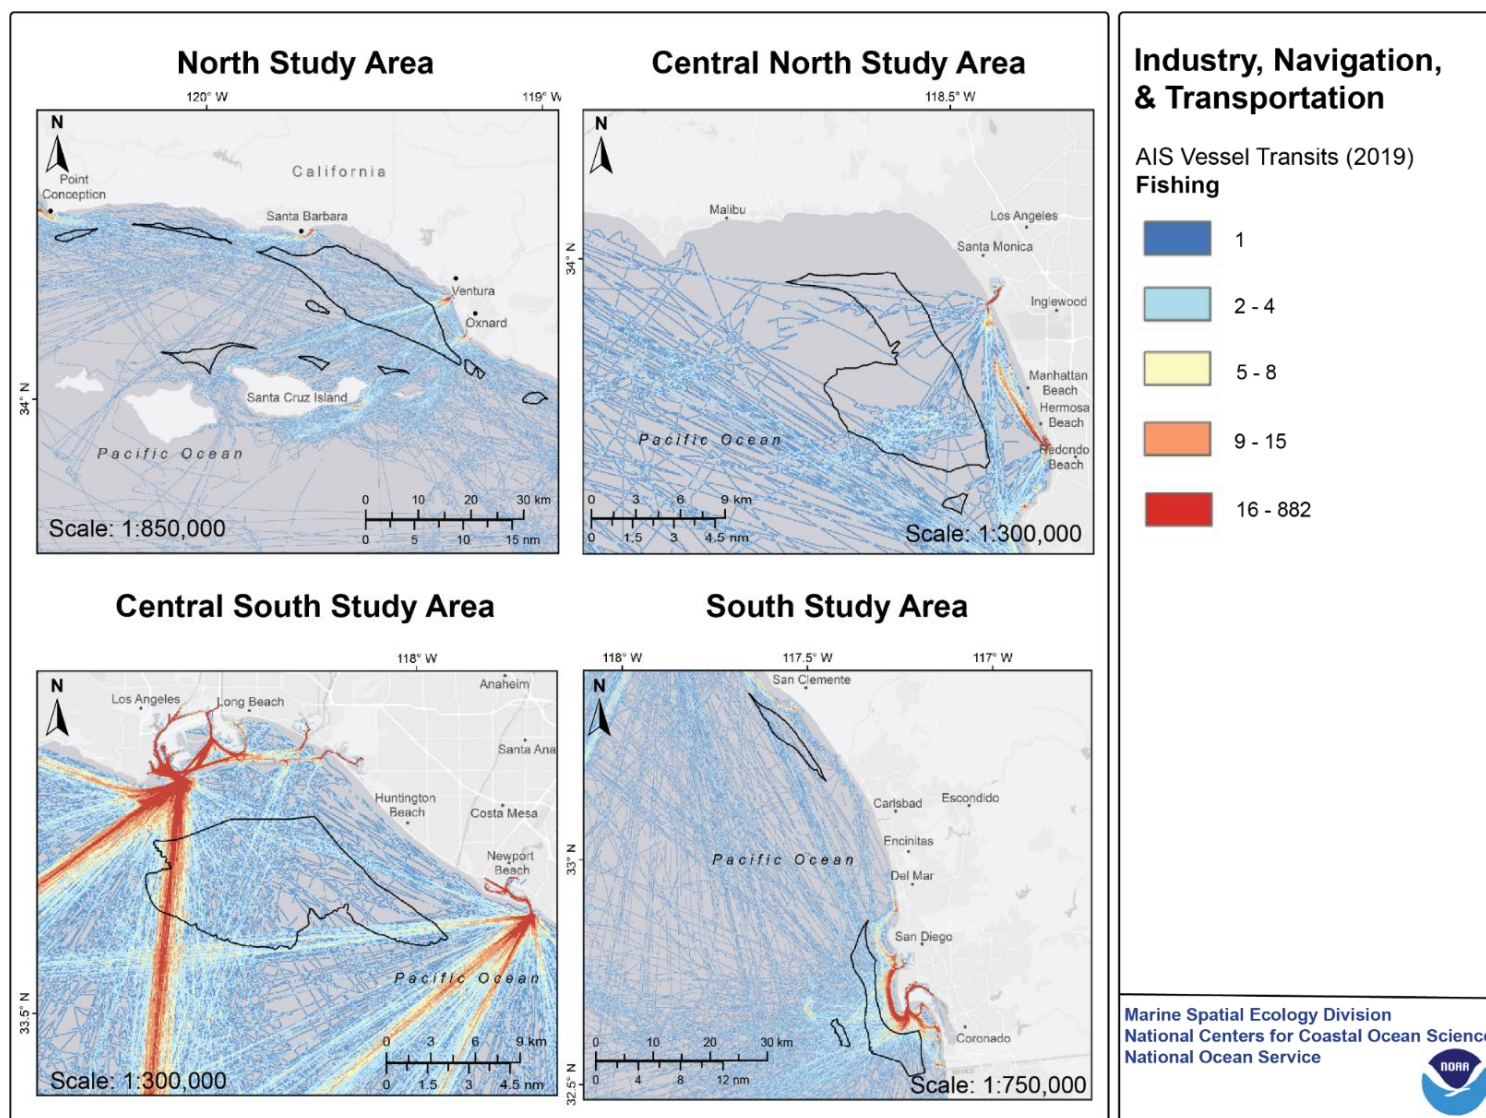 North Study Area
120° W
119° W
N
Point
Conception
California
Santa Barbara
Ventura
Oxnard
34° N
Santa Cruz Island
Pacific Ocean
0 10 20 30 km
Scale: 1:850,000
0 5 10 15 nm
Central North Study Area
118.5° W
N
Malibu
Los Angeles
Santa Monica
34° N
Inglewood
Manhattan
Beach
Hermosa
Beach
Redondo
Beach
Pacific Ocean
0 3 6 9 km
0 1.5 3 4.5 nm
Scale: 1:300,000
Central South Study Area
118° W
N
Los Angeles
Long Beach
Anaheim
Santa Ana
Huntington
Beach
Costa Mesa
Newport
Beach
Pacific Ocean
33.5° N
0 3 6 9 km
Scale: 1:300,000
0 1.5 3 4.5 nm
South Study Area
118° W
117.5° W
117° W
N
San Clemente
Carlsbad
Escondido
Encinitas
33° N
Pacific Ocean
Del Mar
San Diego
Coronado
0 10 20 30 km
0 4 8 12 nm
32.5° N
Scale: 1:750,000
Industry, Navigation,
& Transportation
AIS Vessel Transits (2019)
Fishing
1
2 - 4
5 - 8
9 - 15
16 - 882
Marine Spatial Ecology Division
National Centers for Coastal Ocean Science
National Ocean Service
NOAA